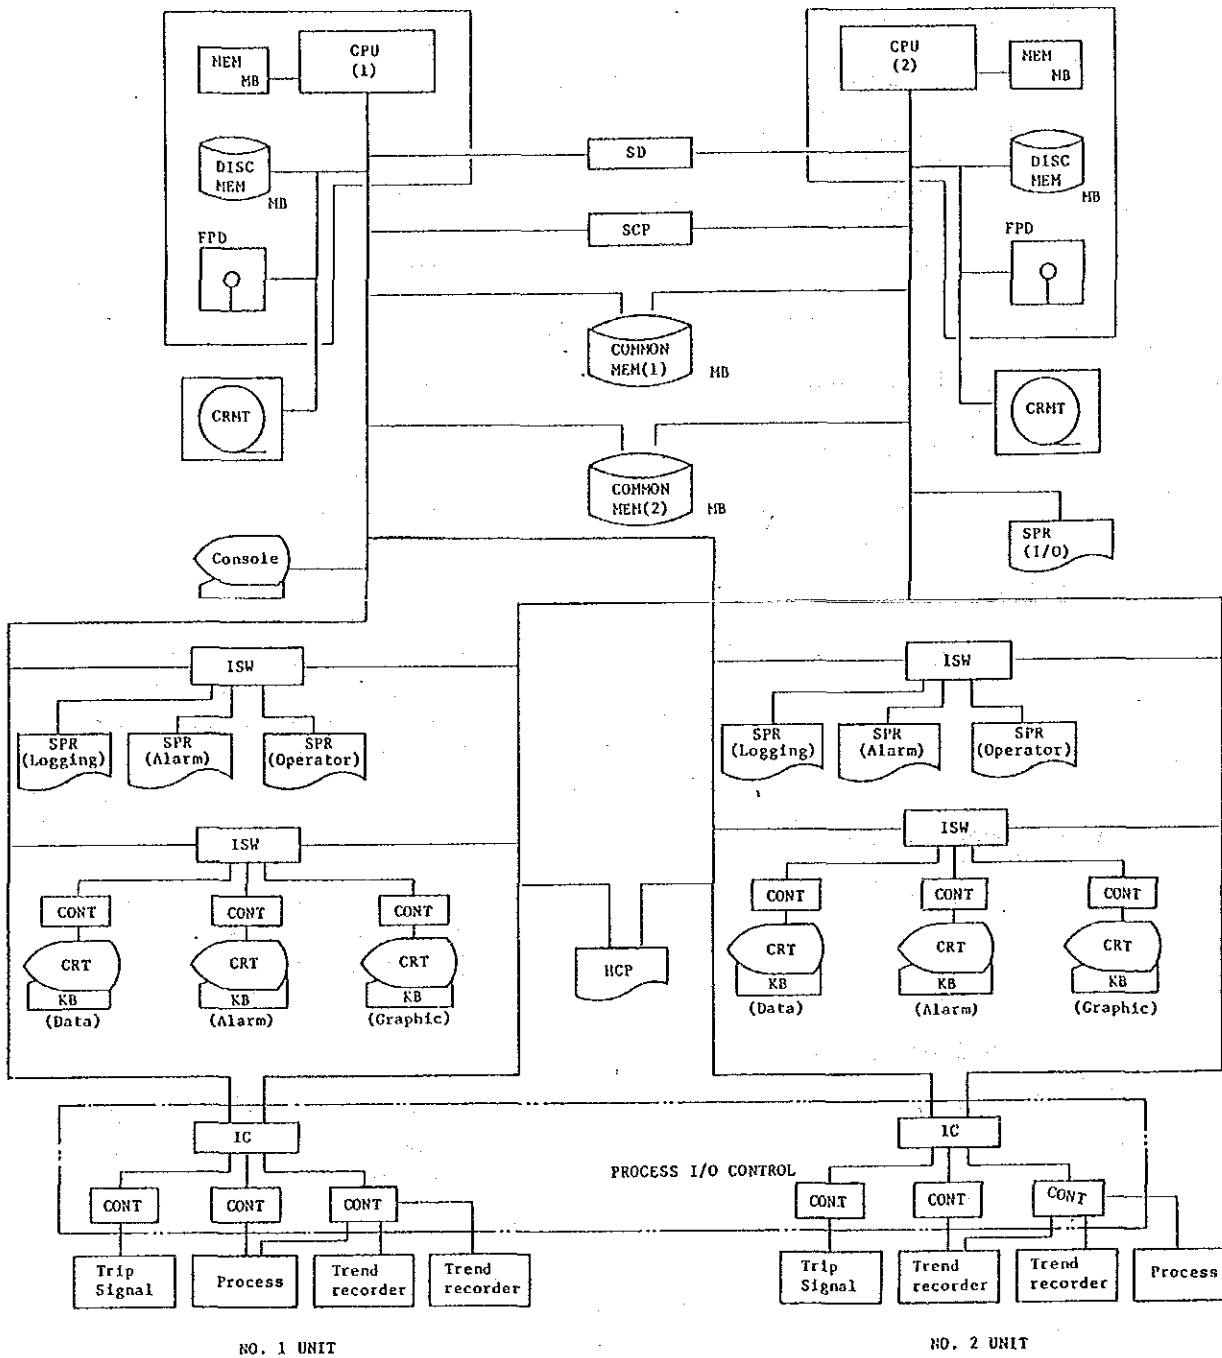 CPU
(1)
MEM
MB
DISC
MEM
MB
FPD
CRMT
Console
SD
SCP
COMMON
MEM(1)
MB
COMMON
MEM(2)
MB
CPU
(2)
MEM
MB
DISC
MEM
MB
FPD
CRMT
SPR
(I/O)
ISW
SPR
(Logging)
SPR
(Alarm)
SPR
(Operator)
ISW
CONT
CONT
CONT
CRT
CRT
CRT
KB
KB
KB
(Data)
(Alarm)
(Graphic)
HCP
ISW
SPR
(Logging)
SPR
(Alarm)
SPR
(Operator)
ISW
CONT
CONT
CONT
CRT
CRT
CRT
KB
KB
KB
(Data)
(Alarm)
(Graphic)
IC
CONT
CONT
CONT
PROCESS I/O CONTROL
IC
CONT
CONT
CONT
Trip
Signal
Process
Trend
recorder
Trend
recorder
Trip
Signal
Trend
recorder
Trend
recorder
Process
NO. 1 UNIT
NO. 2 UNIT